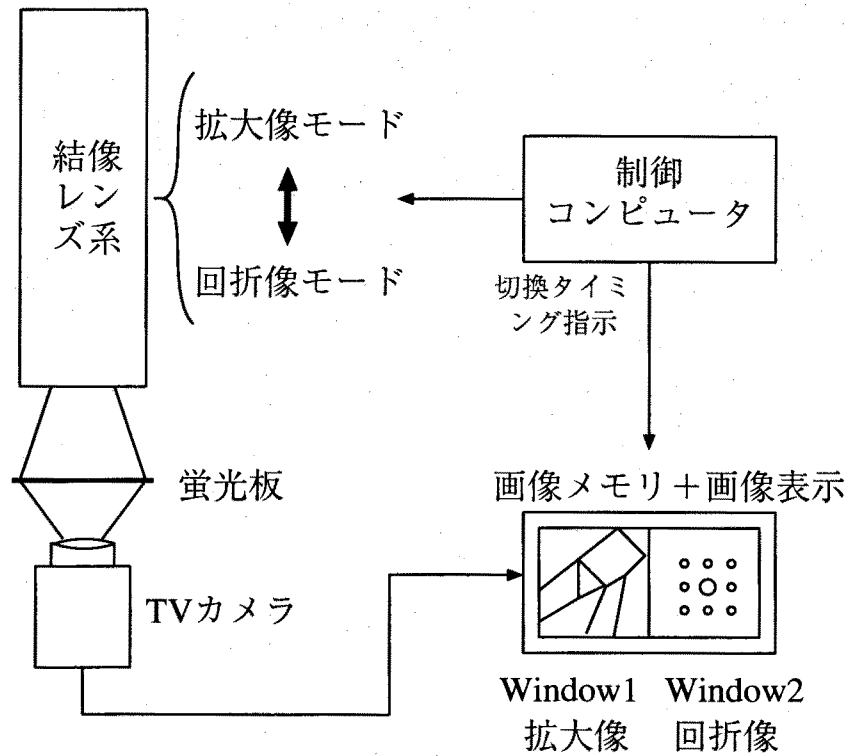 結像
レン
ズ系
拡大像モード
回折像モード
制御
コンピュータ
切換タイミ
ング指示
蛍光板
TVカメラ
画像メモリ＋画像表示
Window1 Window2
拡大像 回折像